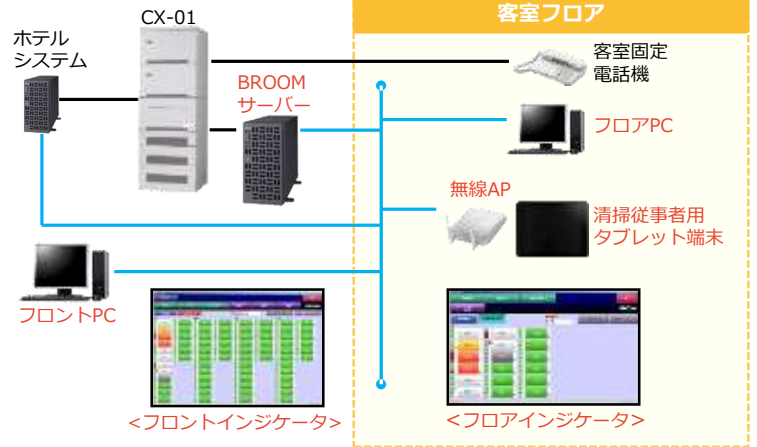 客室フロア
CX-01
ホテル
システム
BROOM
サーバー
客室固定
電話機
フロアPC
無線AP
清掃従事者用
タブレット端末
フロントPC
<フロントインジケータ>
<フロアインジケータ>